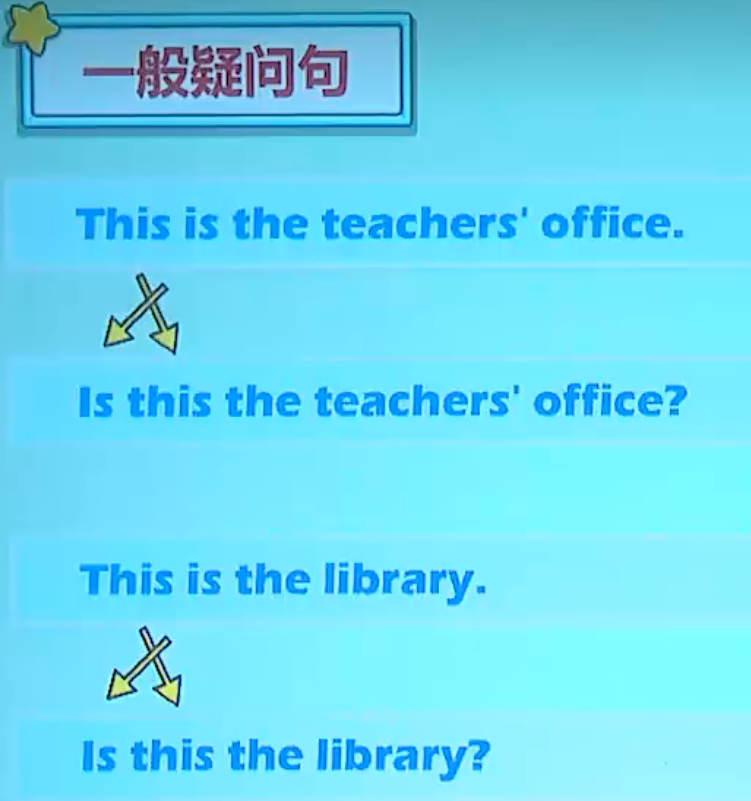 一般疑问句
This is the teachers' office.
Is this the teachers' office?
This is the library.
Is this the library?